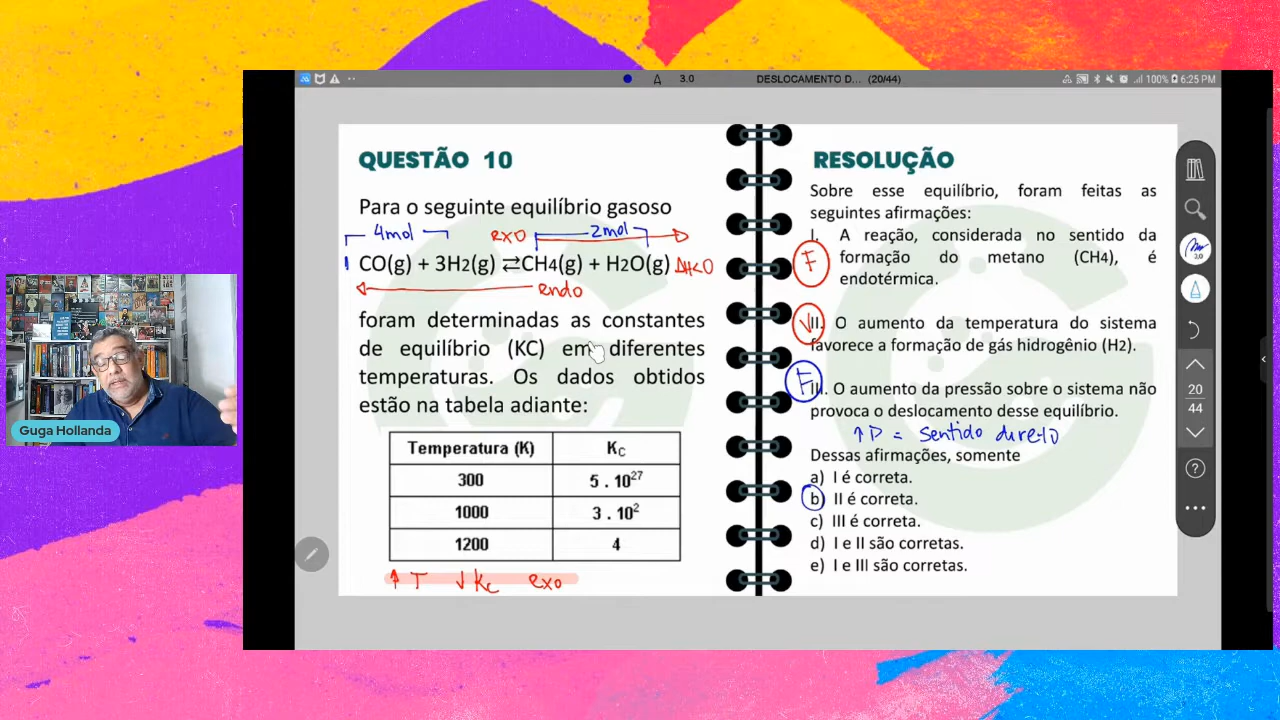 3.0
DESLOCAMENTO D... (20/44)
100% 6:25 PM
QUESTÃO 10
Para o seguinte equilíbrio gasoso
4mol
exo
2mol
1 CO(g) + 3H2(g) ⇄CH4(g) + H2O(g) ΔH<0
endo
foram determinadas as constantes
de equilíbrio (KC) em diferentes
temperaturas. Os dados obtidos
estão na tabela adiante:
Temperatura (K) Kc
300 5 . 10²⁷
1000 3 . 10²
1200 4
↑ T ↓ Kc exo
RESOLUÇÃO
Sobre esse equilíbrio, foram feitas as
seguintes afirmações:
I. A reação, considerada no sentido da
F formação do metano (CH4), é
endotérmica.
V II. O aumento da temperatura do sistema
favorece a formação de gás hidrogênio (H2).
F III. O aumento da pressão sobre o sistema não
provoca o deslocamento desse equilíbrio.
↑P = Sentido direto
Dessas afirmações, somente
a) I é correta.
b) II é correta.
c) III é correta.
d) I e II são corretas.
e) I e III são corretas.
20
44
Guga Hollanda